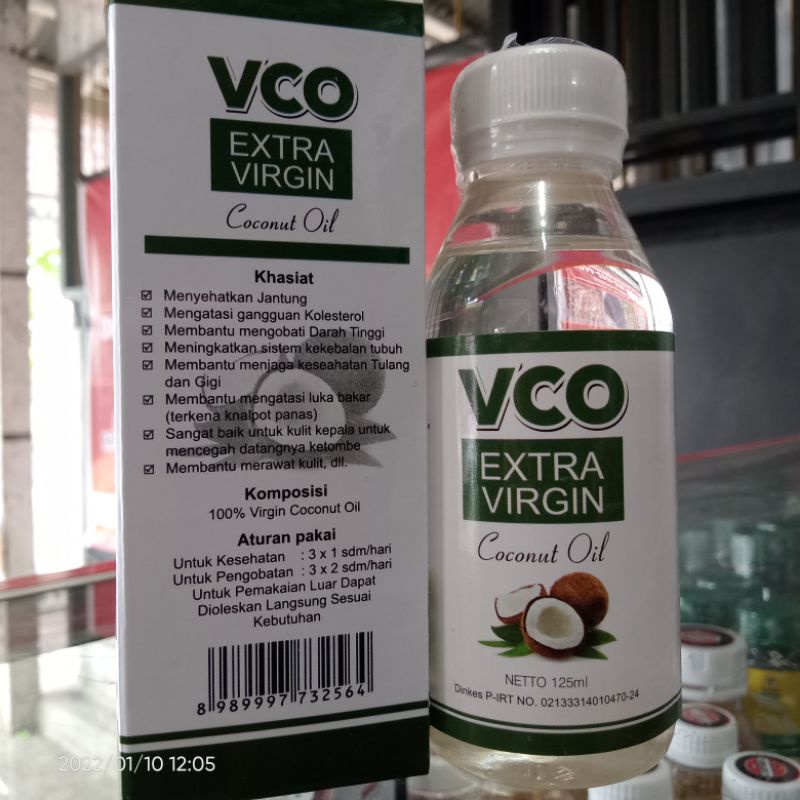 VCO
EXTRA
VIRGIN
Coconut Oil
Khasiat
Menyehatkan Jantung
Mengatasi gangguan Kolesterol
Membantu mengobati Darah Tinggi
Meningkatkan sistem kekebalan tubuh
Membantu menjaga keseahatan Tulang
dan Gigi
Membantu mengatasi luka bakar
(terkena knalpot panas)
Sangat baik untuk kulit kepala untuk
mencegah datangnya ketombe
Membantu merawat kulit, dll.
Komposisi
100% Virgin Coconut Oil
Aturan pakai
Untuk Kesehatan : 3 x 1 sdm/hari
Untuk Pengobatan : 3 x 2 sdm/hari
Untuk Pemakaian Luar Dapat
Dioleskan Langsung Sesuai
Kebutuhan
8 989997 732564
VCO
EXTRA
VIRGIN
Coconut Oil
NETTO 125ml
Dinkes P-IRT NO. 02133314010470-24
2022/01/10 12:05